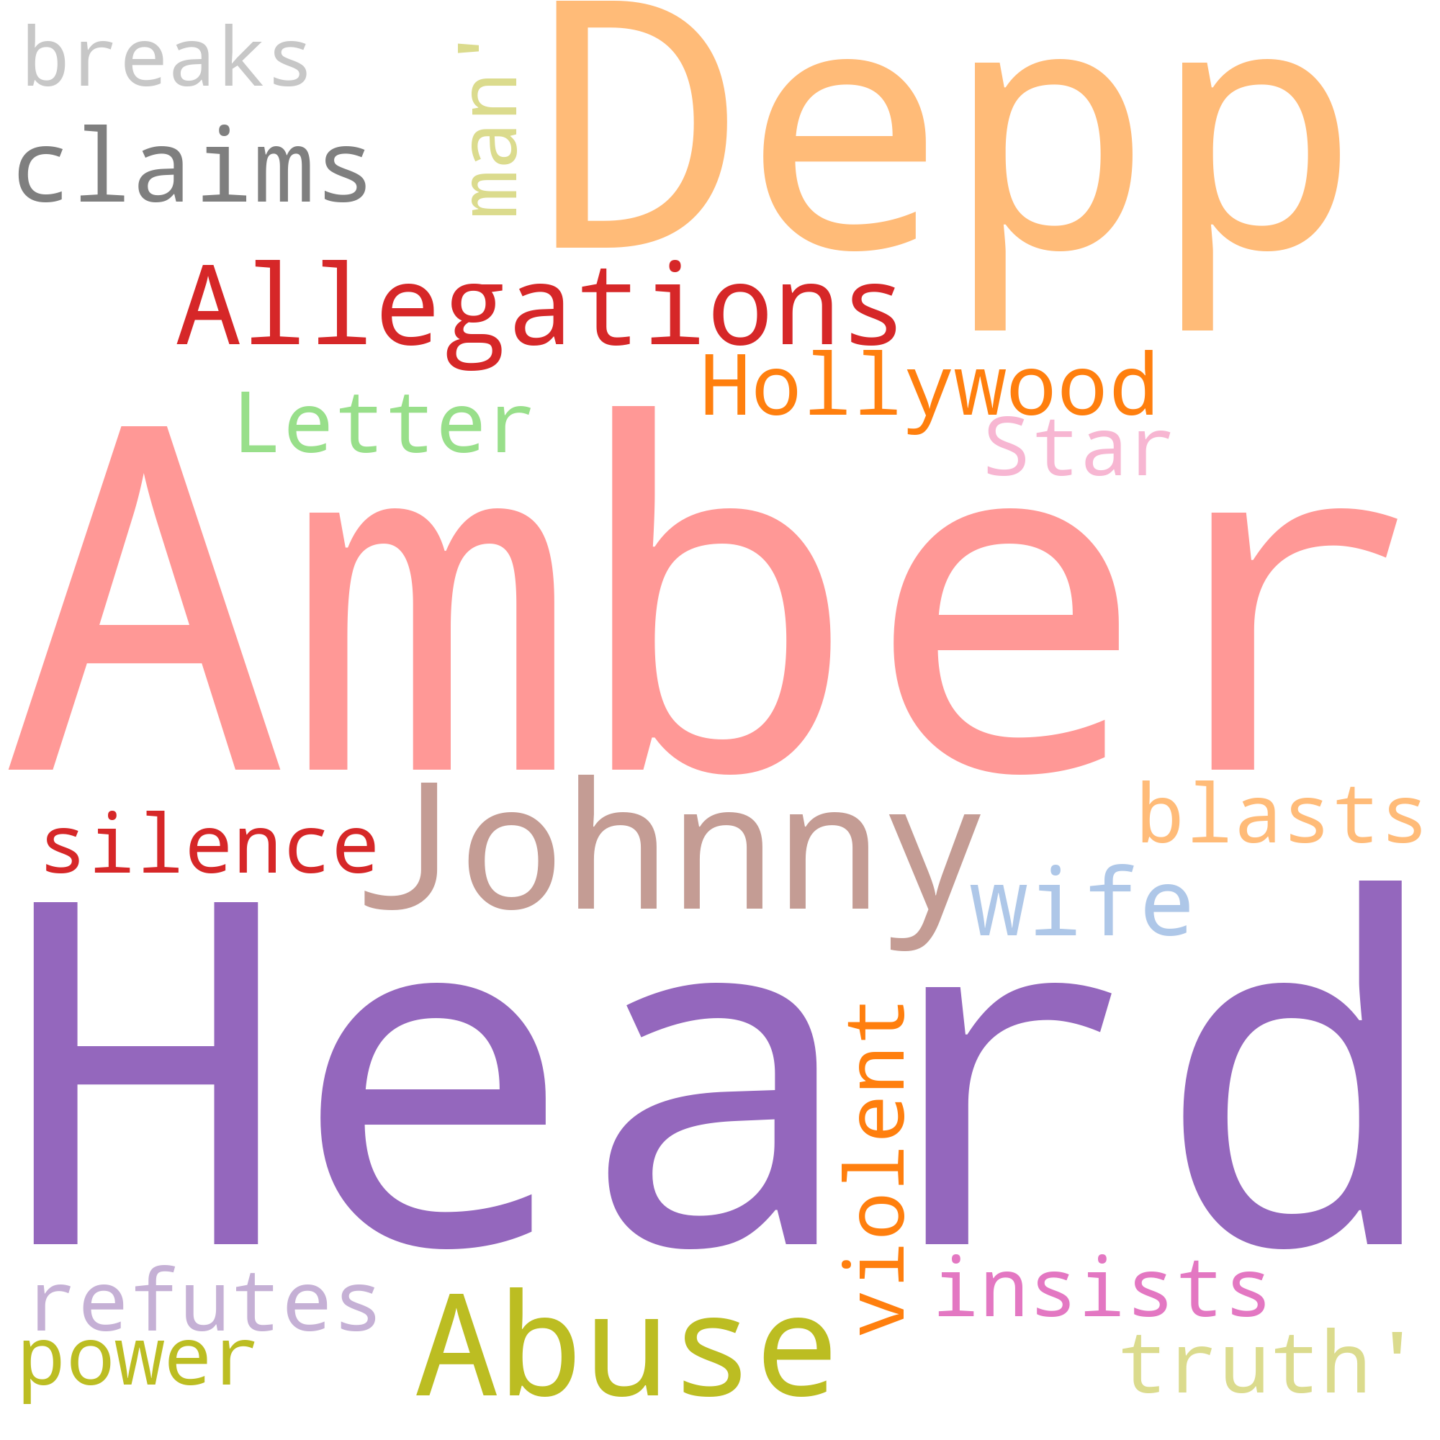 breaks
man'
Depp
claims
Allegations
Hollywood
Letter
Star
Amber
Johnny
blasts
silence
wife
Heard
violent
refutes
insists
power
Abuse
truth'